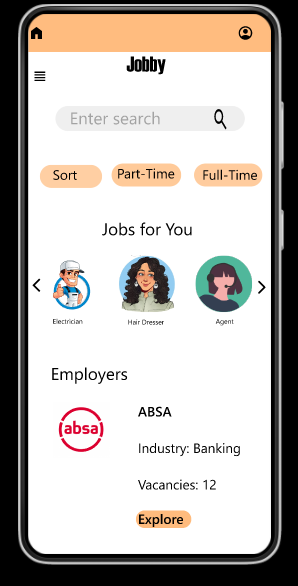 Jobby
Enter search
Sort
Part-Time
Full-Time
Jobs for You
Electrician
Hair Dresser
Agent
Employers
absa
ABSA
Industry: Banking
Vacancies: 12
Explore